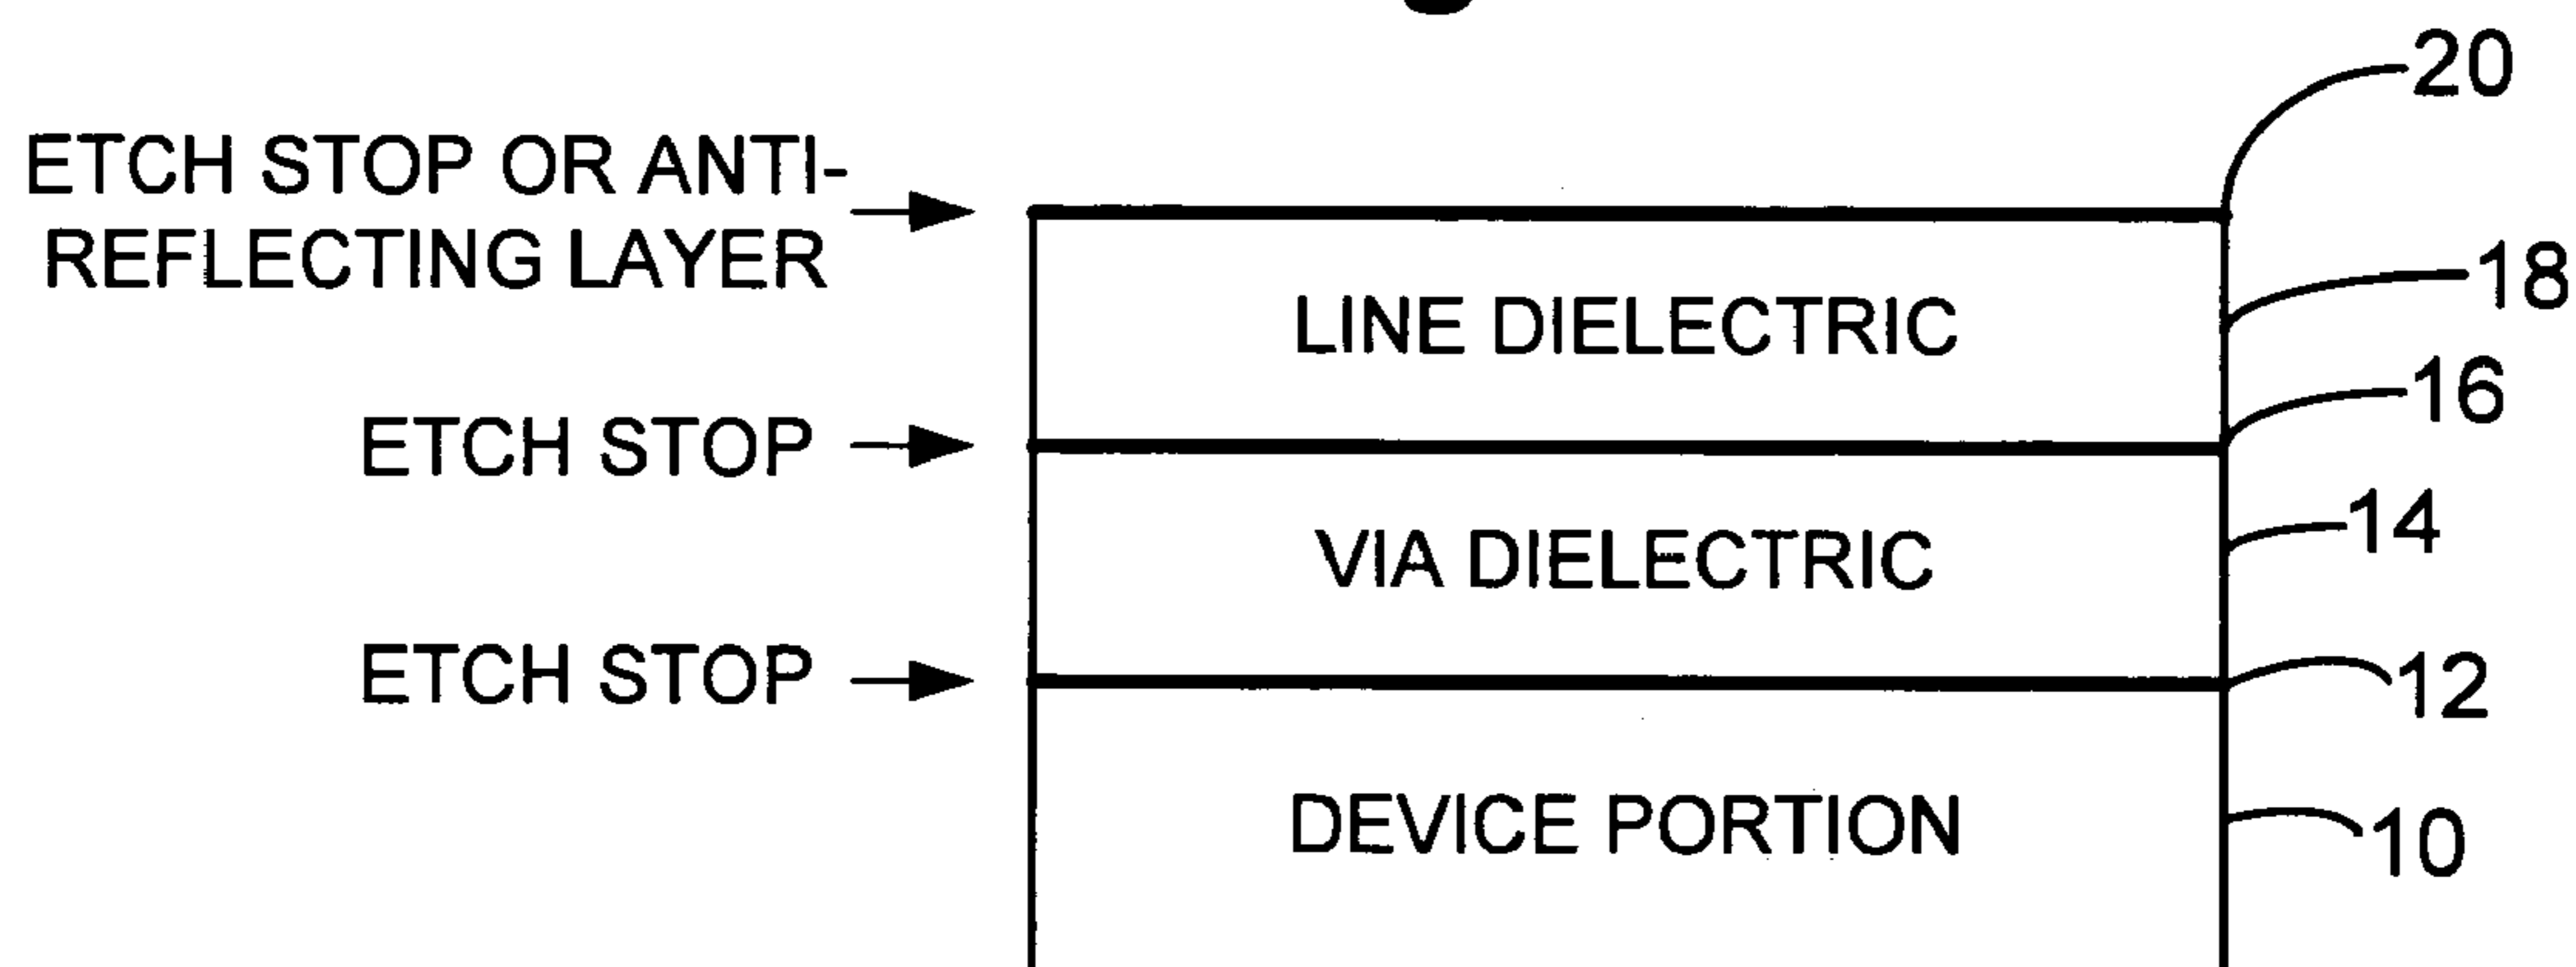 20
ETCH STOP OR ANTI-
REFLECTING LAYER
18
LINE DIELECTRIC
16
ETCH STOP
14
VIA DIELECTRIC
ETCH STOP
12
DEVICE PORTION
10